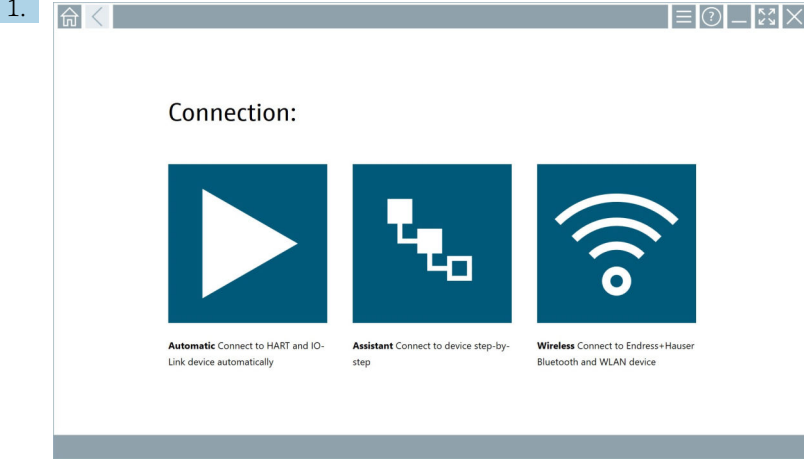 1.
Connection:
Automatic Connect to HART and IO-
Link device automatically
Assistant Connect to device step-by-
step
Wireless Connect to Endress+Hauser
Bluetooth and WLAN device